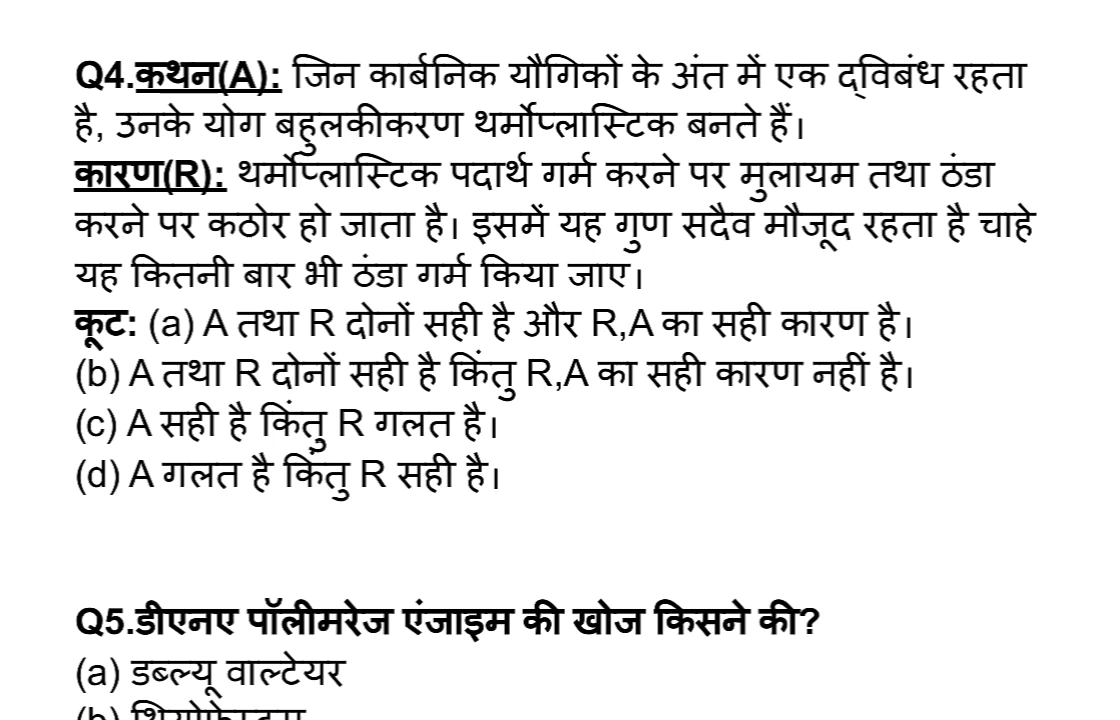 Q4.कथन(A): जिन कार्बनिक यौगिकों के अंत में एक द्विबंध रहता
है, उनके योग बहुलकीकरण थर्मोप्लास्टिक बनते हैं।
कारण(R): थर्मोप्लास्टिक पदार्थ गर्म करने पर मुलायम तथा ठंडा
करने पर कठोर हो जाता है। इसमें यह गुण सदैव मौजूद रहता है चाहे
यह कितनी बार भी ठंडा गर्म किया जाए।
कूट: (a) A तथा R दोनों सही है और R,A का सही कारण है।
(b) A तथा R दोनों सही है किंतु R,A का सही कारण नहीं है।
(c) A सही है किंतु R गलत है।
(d) A गलत है किंतु R सही है।
Q5.डीएनए पॉलीमरेज एंजाइम की खोज किसने की?
(a) डब्ल्यू वाल्टेयर
(b)